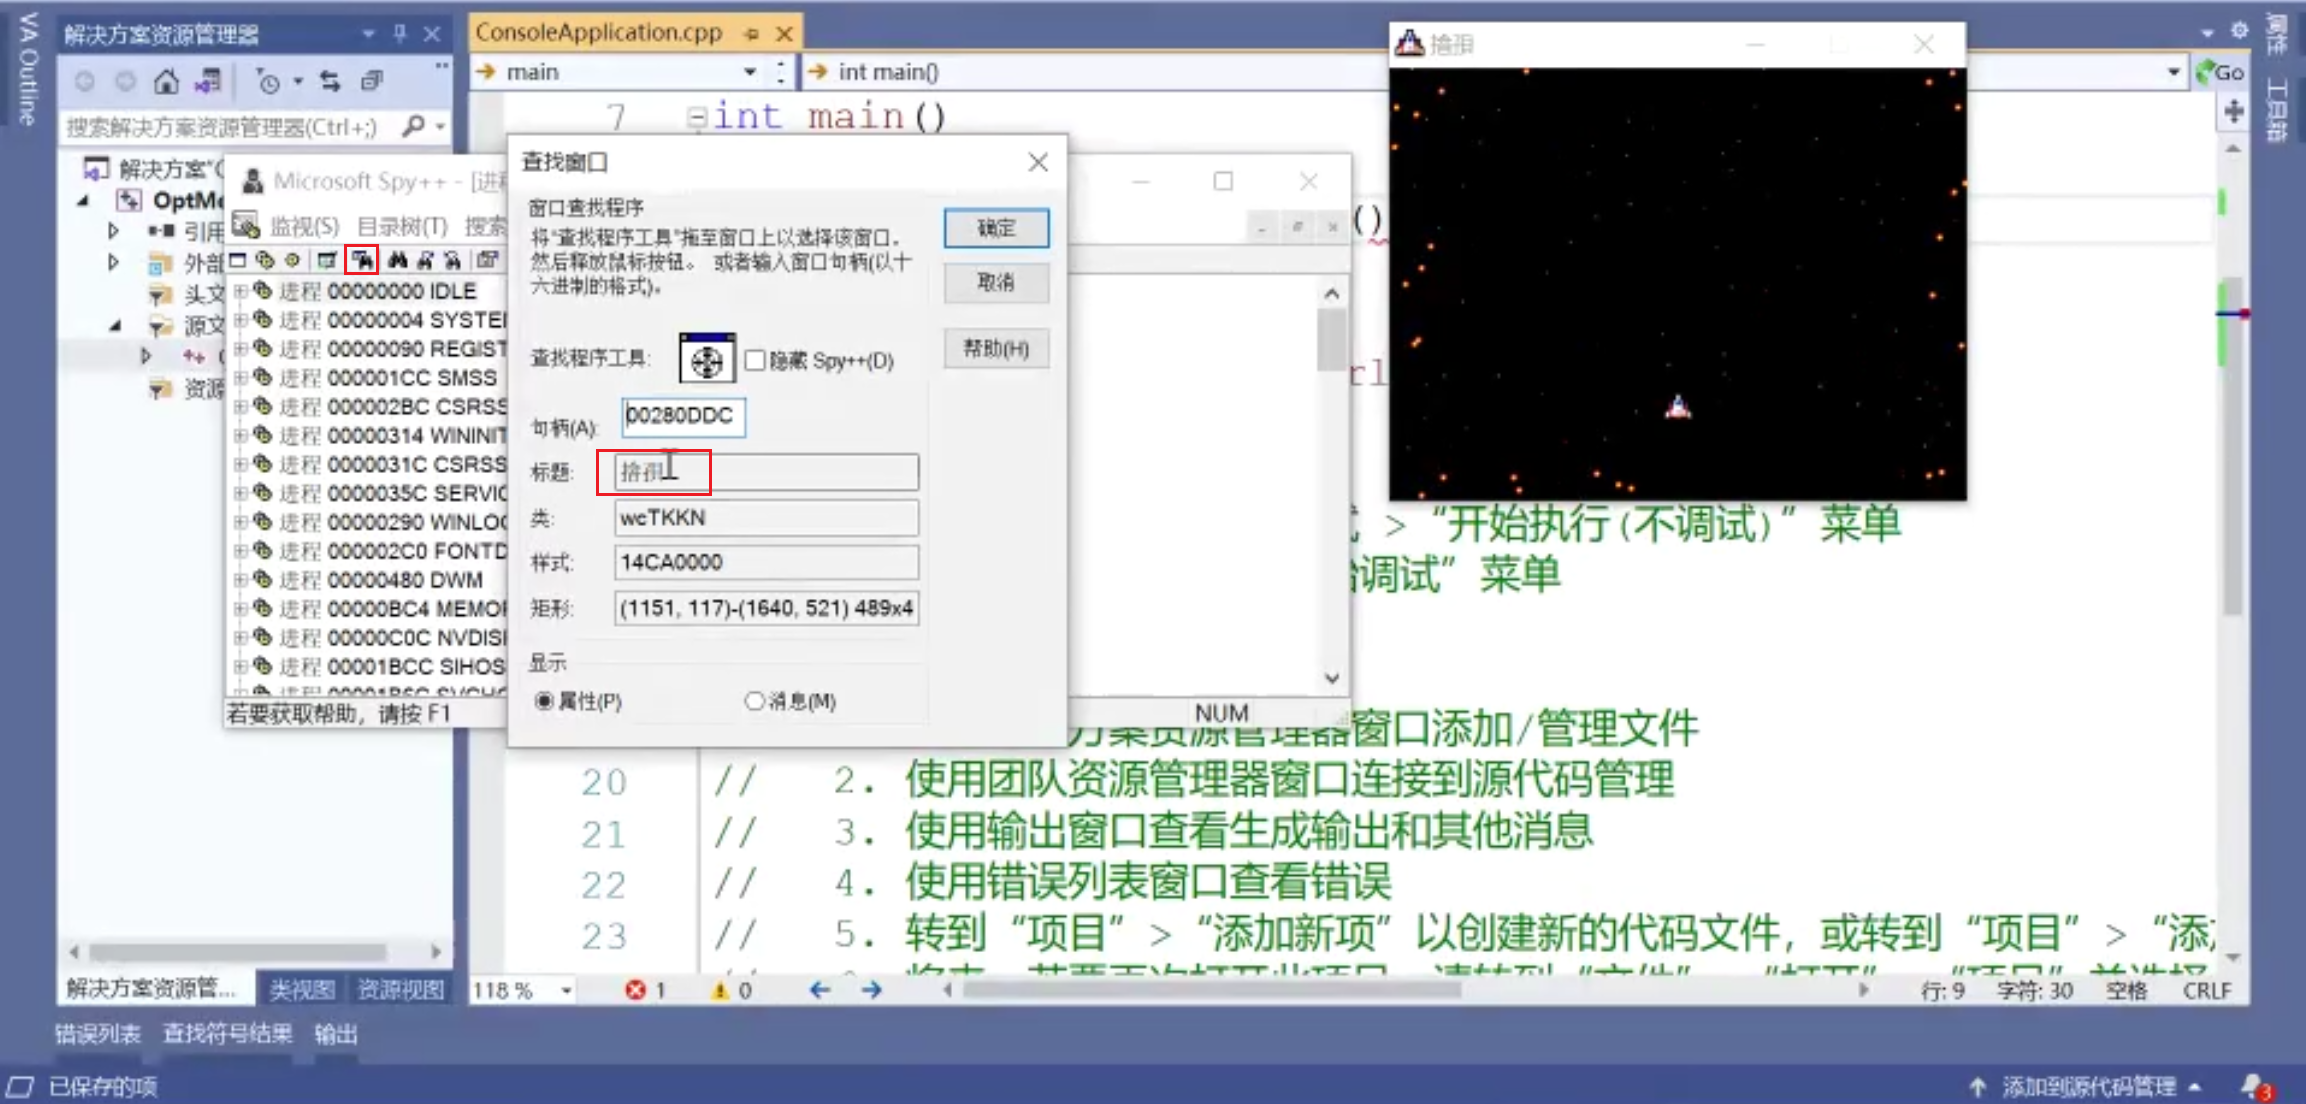 VA Outline
解决方案资源管理器
搜索解决方案资源管理器(Ctrl+;)
解决方案"
OptMe
引用
外部
头文
源文
资源
解决方案资源管...
类视图
资源视图
ConsoleApplication.cpp
main
int main()
Go
属性
工具箱
7
int main()
()
Microsoft Spy++ - [进程
监视(S)
目录树(T)
搜索
进程 00000000 IDLE
进程 00000004 SYSTEM
进程 00000090 REGIST
进程 000001CC SMSS
进程 000002BC CSRSS
进程 00000314 WININIT
进程 0000031C CSRSS
进程 0000035C SERVIC
进程 00000290 WINLOG
进程 000002C0 FONTD
进程 00000480 DWM
进程 00000BC4 MEMOR
进程 00000C0C NVDISP
进程 00001BCC SIHOS
若要获取帮助，请按 F1
NUM
查找窗口
窗口查找程序
将“查找程序工具”拖至窗口上以选择该窗口，
然后释放鼠标按钮。 或者输入窗口句柄(以十
六进制的格式)。
确定
取消
帮助(H)
查找程序工具:
隐藏 Spy++(D)
句柄(A):
00280DDC
标题:
类:
wcTKKN
样式:
14CA0000
矩形:
(1151, 117)-(1640, 521) 489x4
显示
属性(P)
消息(M)
> “开始执行(不调试)” 菜单
调试” 菜单
方案资源管理器窗口添加/管理文件
20 // 2. 使用团队资源管理器窗口连接到源代码管理
21 // 3. 使用输出窗口查看生成输出和其他消息
22 // 4. 使用错误列表窗口查看错误
23 // 5. 转到“项目” > “添加新项” 以创建新的代码文件，或转到“项目” > “添加
118 %
1
0
行: 9
字符: 30
空格
CRLF
错误列表
查找符号结果
输出
已保存的项
添加到源代码管理
3